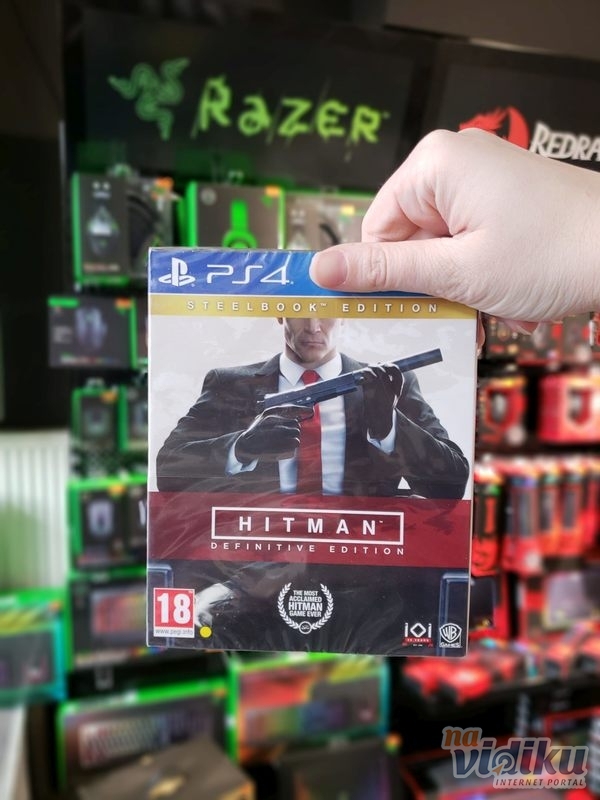 RAZER
REDRA
PS4
STEELBOOK™ EDITION
HITMAN™
DEFINITIVE EDITION
18
www.pegi.info
THE MOST
ACCLAIMED
HITMAN
GAME EVER
IOI
WB
GAMES
na
vidiku
INTERNET PORTAL